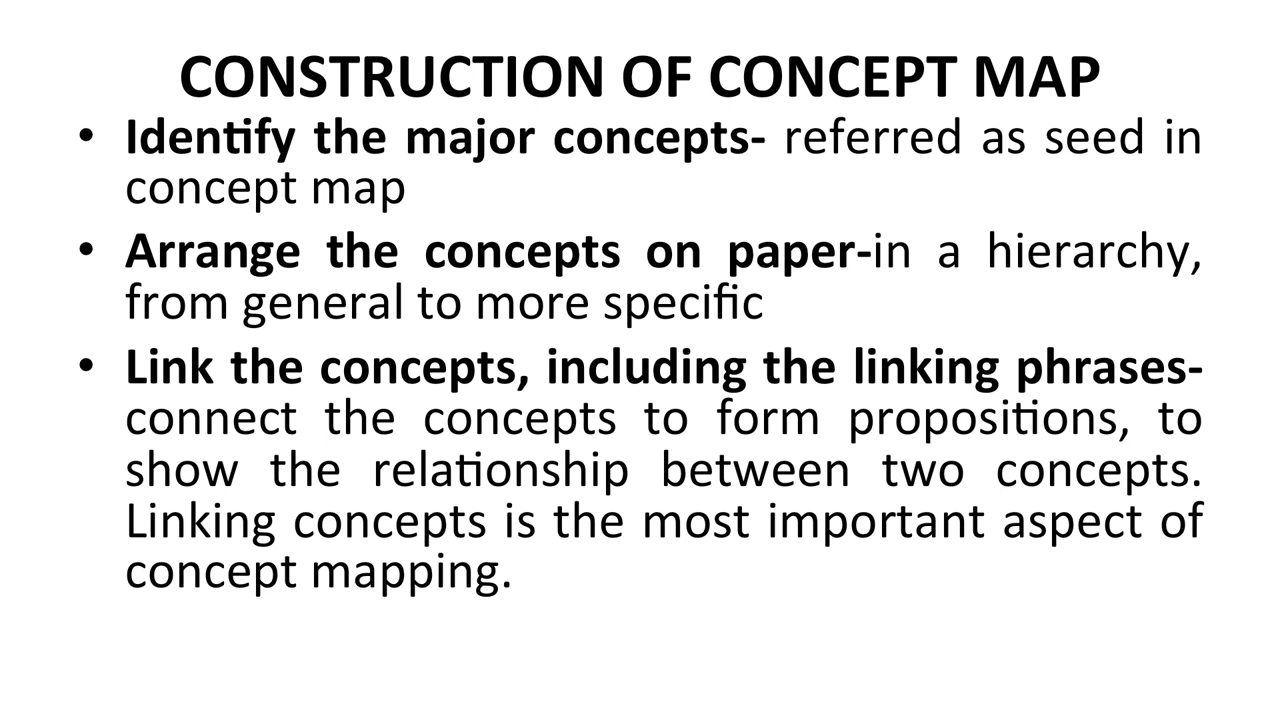 CONSTRUCTION OF CONCEPT MAP
• Identify the major concepts- referred as seed in
concept map
• Arrange the concepts on paper-in a hierarchy,
from general to more specific
• Link the concepts, including the linking phrases-
connect the concepts to form propositions, to
show the relationship between two concepts.
Linking concepts is the most important aspect of
concept mapping.